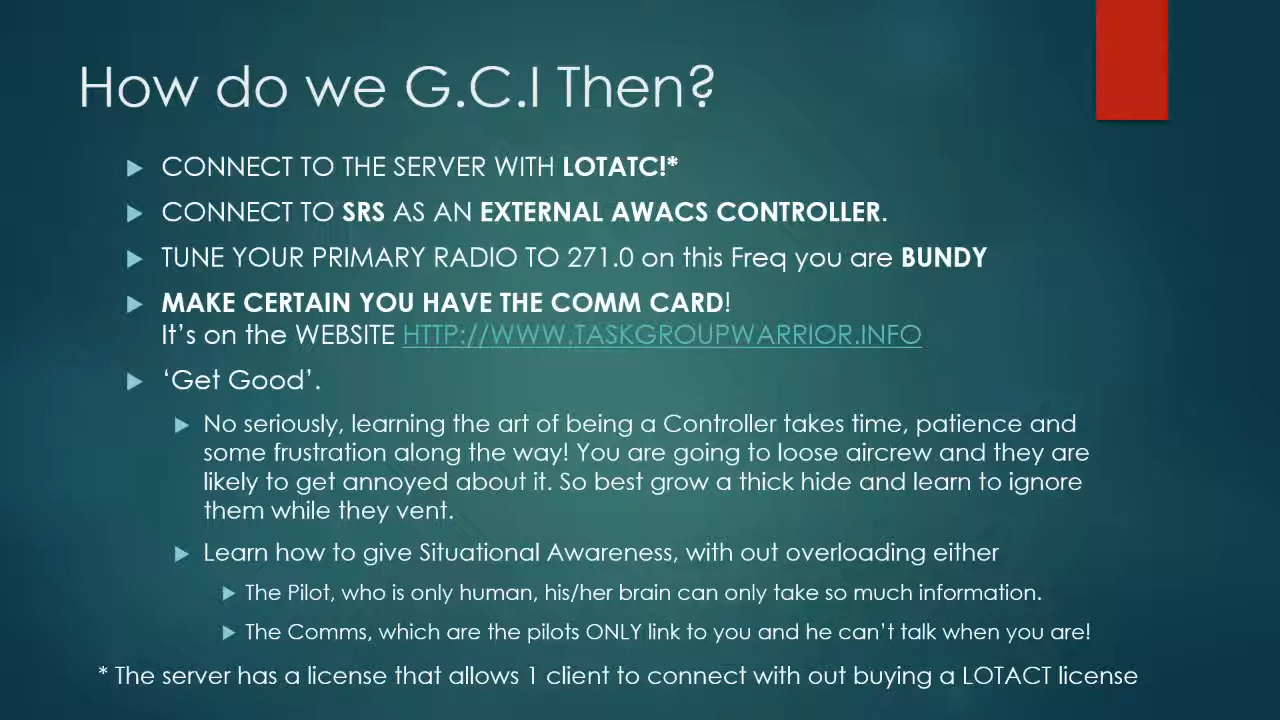 How do we G.C.I Then?
CONNECT TO THE SERVER WITH LOTATC!*
CONNECT TO SRS AS AN EXTERNAL AWACS CONTROLLER.
TUNE YOUR PRIMARY RADIO TO 271.0 on this Freq you are BUNDY
MAKE CERTAIN YOU HAVE THE COMM CARD!
It's on the WEBSITE HTTP://WWW.TASKGROUPWARRIOR.INFO
‘Get Good’.
No seriously, learning the art of being a Controller takes time, patience and
some frustration along the way! You are going to loose aircrew and they are
likely to get annoyed about it. So best grow a thick hide and learn to ignore
them while they vent.
Learn how to give Situational Awareness, with out overloading either
The Pilot, who is only human, his/her brain can only take so much information.
The Comms, which are the pilots ONLY link to you and he can't talk when you are!
* The server has a license that allows 1 client to connect with out buying a LOTACT license